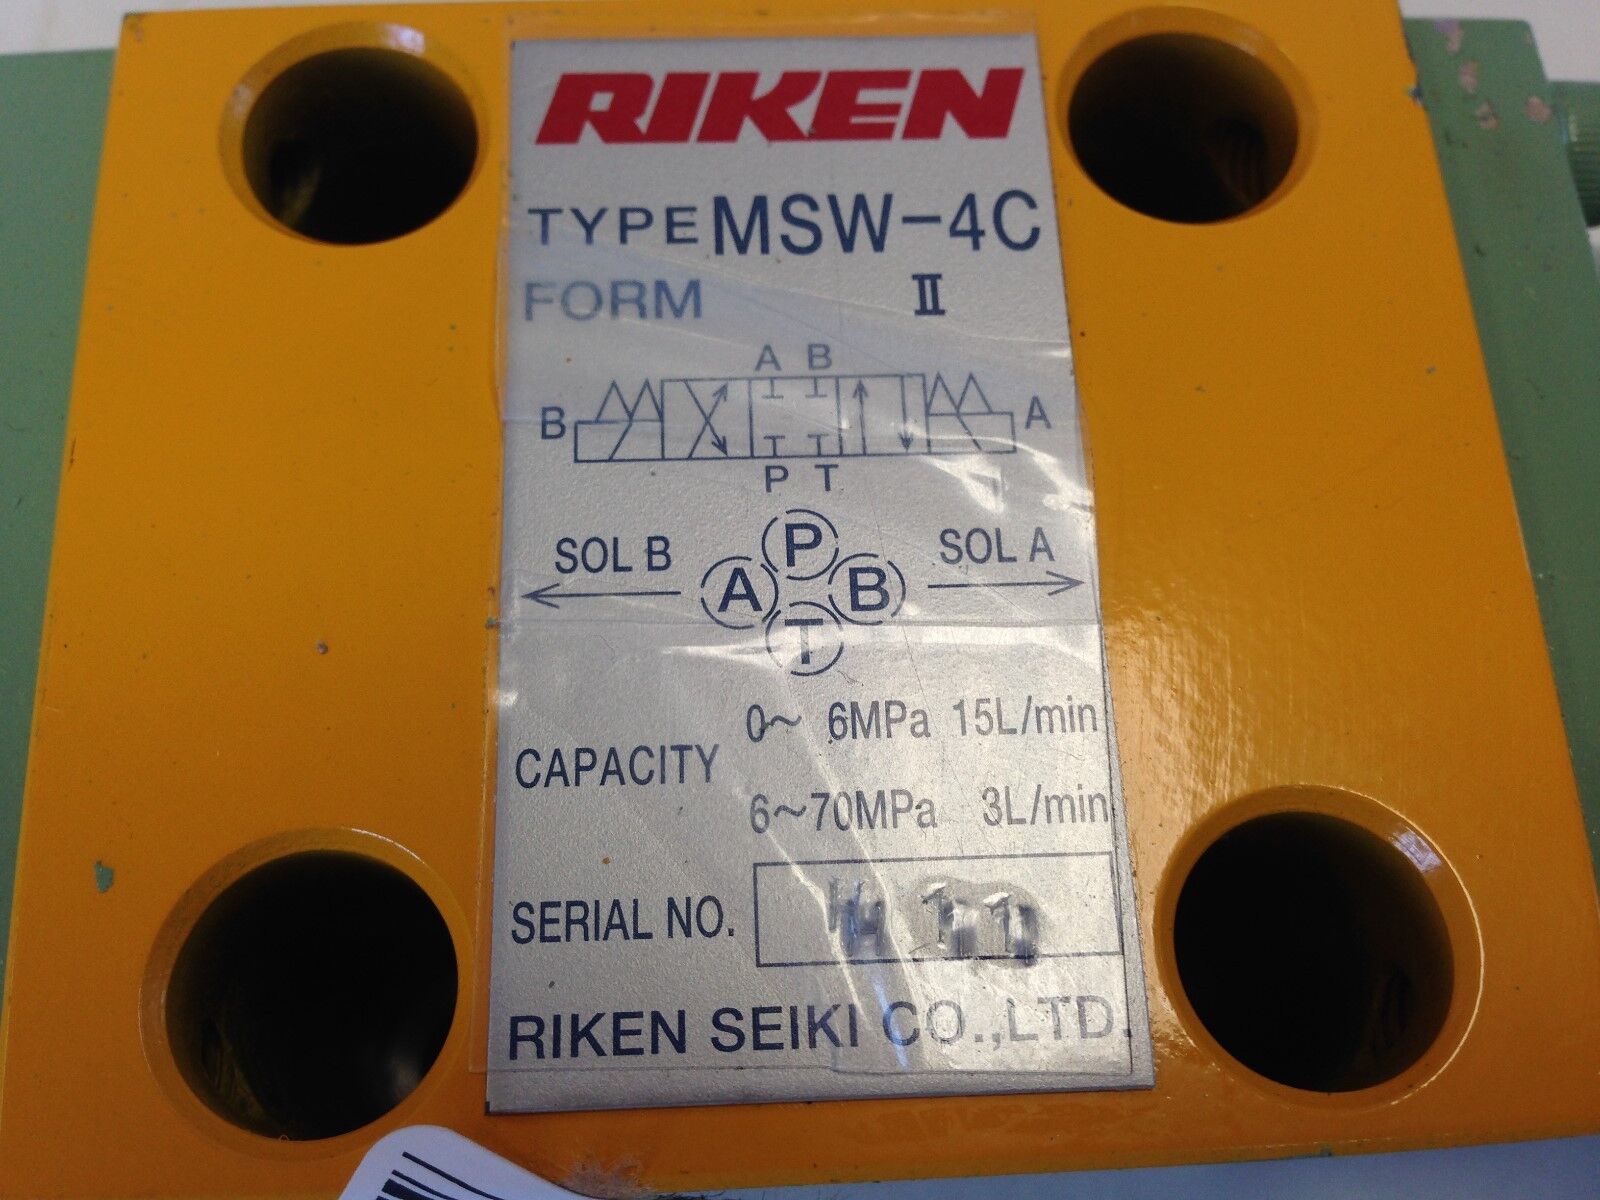 RIKEN
TYPE MSW-4C
FORM II
A B
B A
P T
SOL B P SOL A
A B
T
0~ 6MPa 15L/min
CAPACITY
6~70MPa 3L/min
SERIAL NO. H 11
RIKEN SEIKI CO.,LTD.